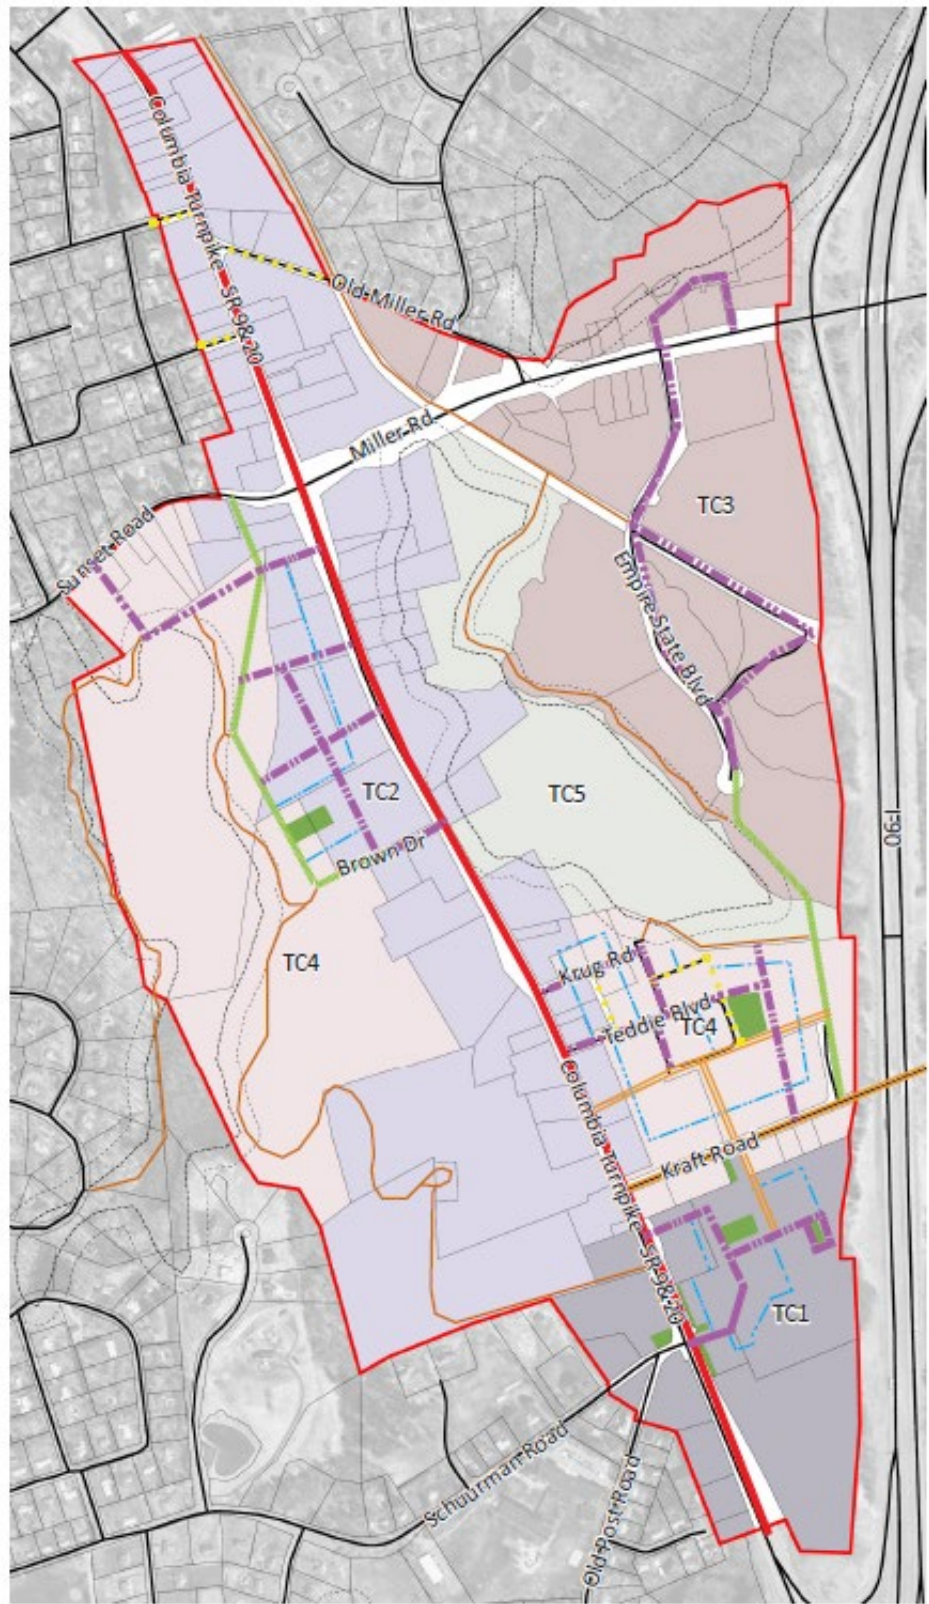 Columbia Turnpike SR 9&20
Old Miller Rd
Miller Rd
TC3
Sunset Road
Empire State Blvd
TC2
TC5
I-90
Brown Dr
TC4
Krug Rd
Teddie Blvd
TC4
Columbia Turnpike SR 9&20
Kraft Road
TC1
Schuurman Road
Old Post Road